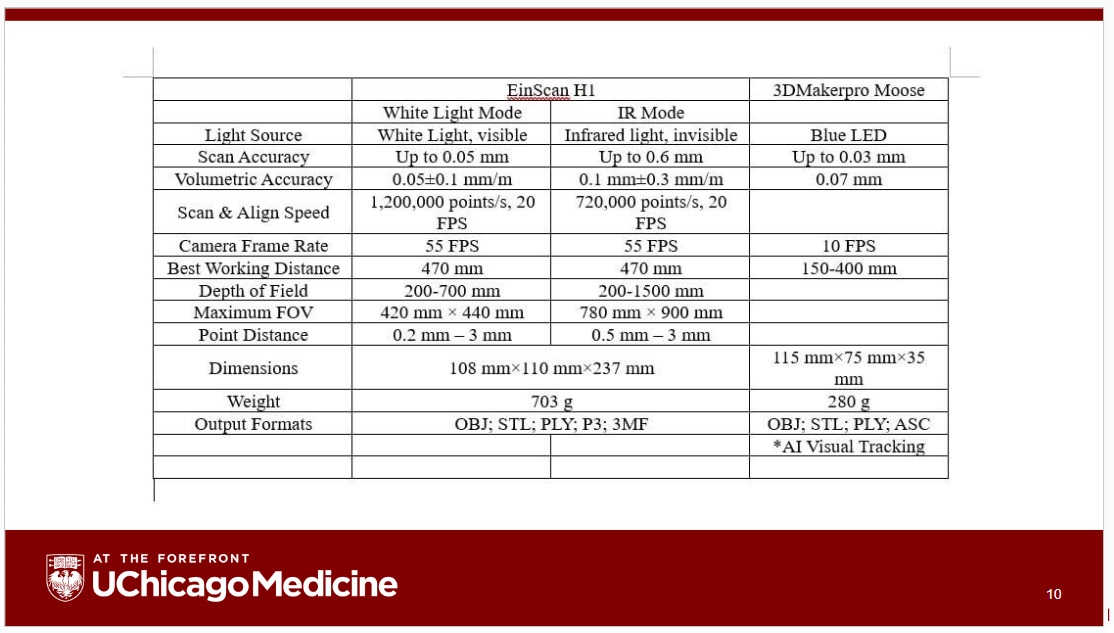 EinScan H1 3DMakerpro Moose
White Light Mode IR Mode
Light Source White Light, visible Infrared light, invisible Blue LED
Scan Accuracy Up to 0.05 mm Up to 0.6 mm Up to 0.03 mm
Volumetric Accuracy 0.05±0.1 mm/m 0.1 mm±0.3 mm/m 0.07 mm
Scan & Align Speed 1,200,000 points/s, 20 720,000 points/s, 20
FPS FPS
Camera Frame Rate 55 FPS 55 FPS 10 FPS
Best Working Distance 470 mm 470 mm 150-400 mm
Depth of Field 200-700 mm 200-1500 mm
Maximum FOV 420 mm × 440 mm 780 mm × 900 mm
Point Distance 0.2 mm – 3 mm 0.5 mm – 3 mm
Dimensions 108 mm×110 mm×237 mm 115 mm×75 mm×35
mm
Weight 703 g 280 g
Output Formats OBJ; STL; PLY; P3; 3MF OBJ; STL; PLY; ASC
*AI Visual Tracking
AT THE FOREFRONT
UChicagoMedicine
10